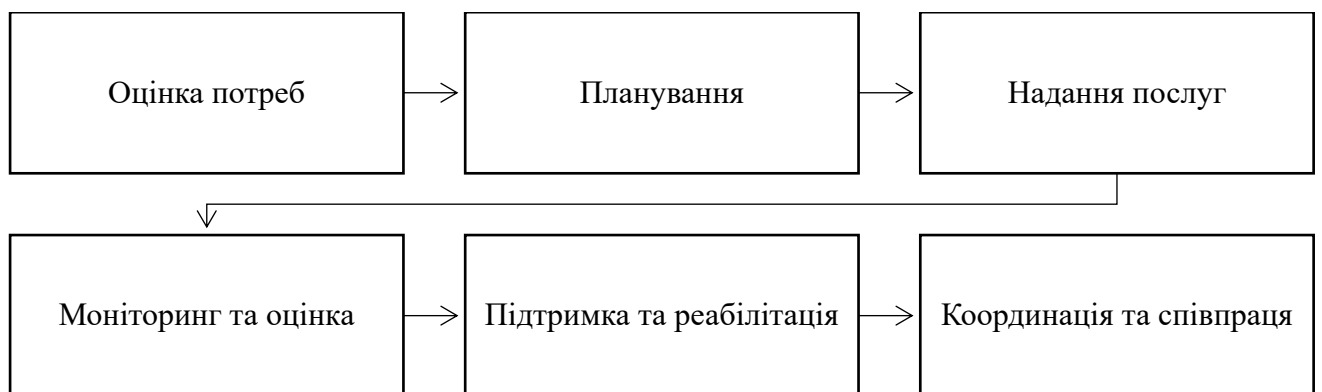 Оцінка потреб
Планування
Надання послуг
Моніторинг та оцінка
Підтримка та реабілітація
Координація та співпраця